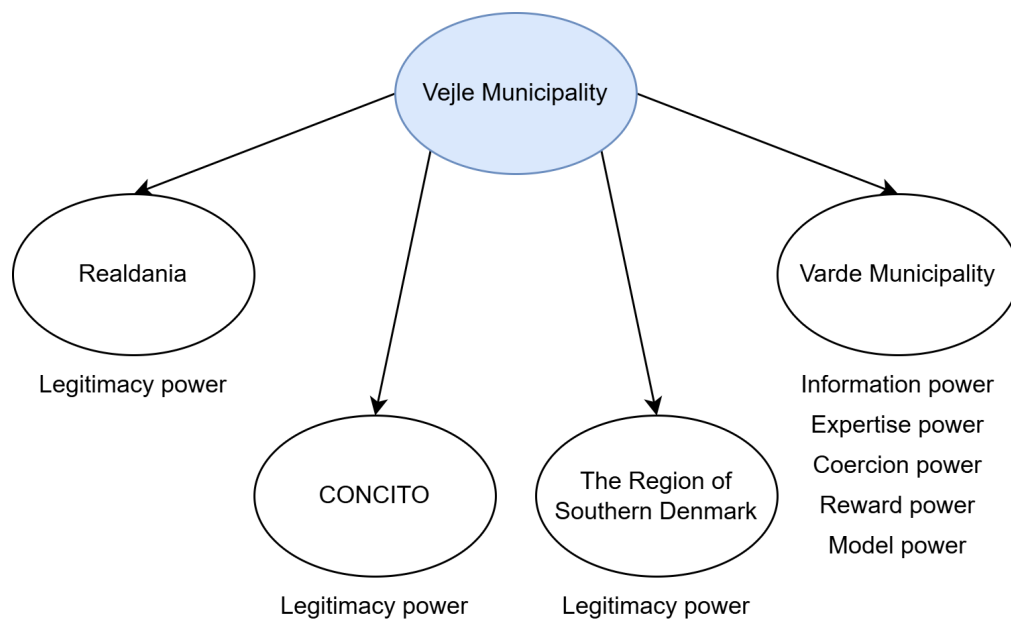 Vejle Municipality
Realdania
Legitimacy power
CONCITO
Legitimacy power
The Region of
Southern Denmark
Legitimacy power
Varde Municipality
Information power
Expertise power
Coercion power
Reward power
Model power